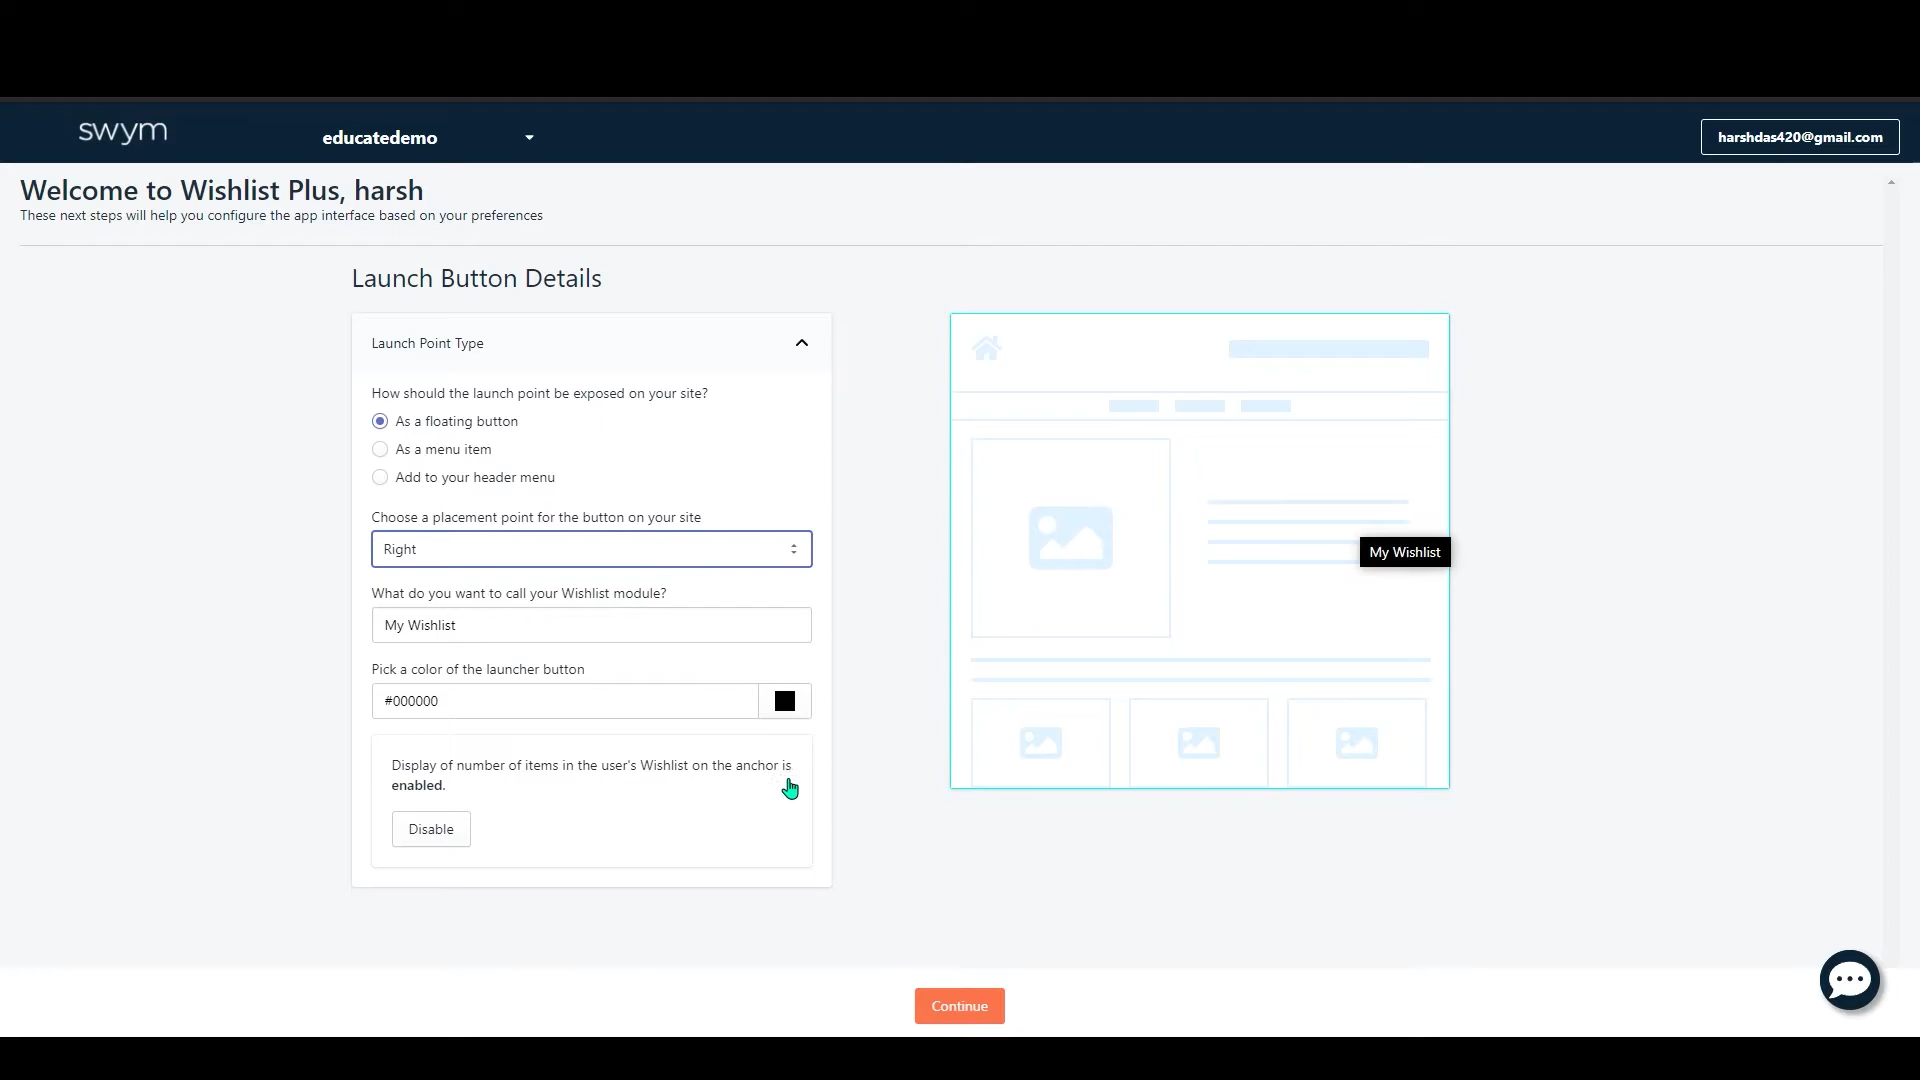 swym
educatedemo
harshdas420@gmail.com
Welcome to Wishlist Plus, harsh
These next steps will help you configure the app interface based on your preferences
Launch Button Details
Launch Point Type
How should the launch point be exposed on your site?
As a floating button
As a menu item
Add to your header menu
Choose a placement point for the button on your site
Right
What do you want to call your Wishlist module?
My Wishlist
Pick a color of the launcher button
#000000
Display of number of items in the user's Wishlist on the anchor is
enabled.
Disable
My Wishlist
Continue